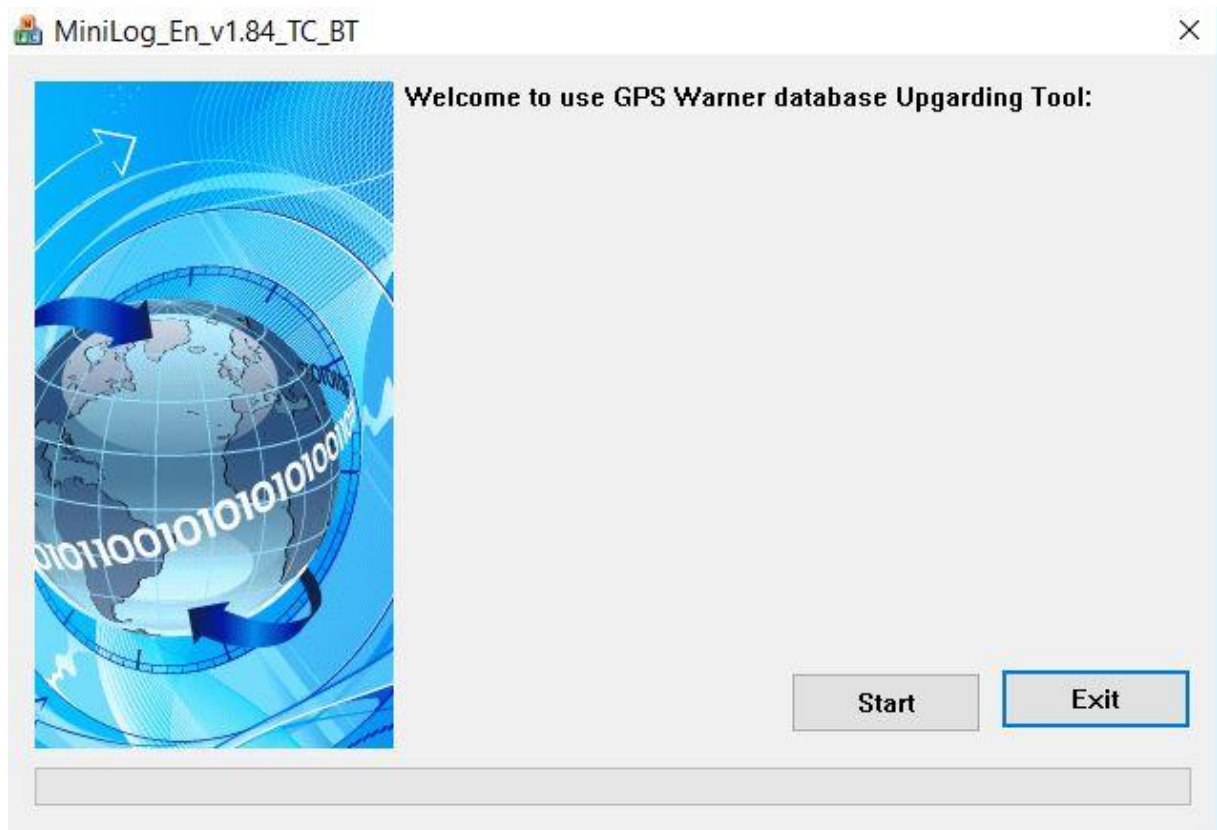 MiniLog_En_v1.84_TC_BT
Welcome to use GPS Warner database Upgarding Tool:
Start
Exit